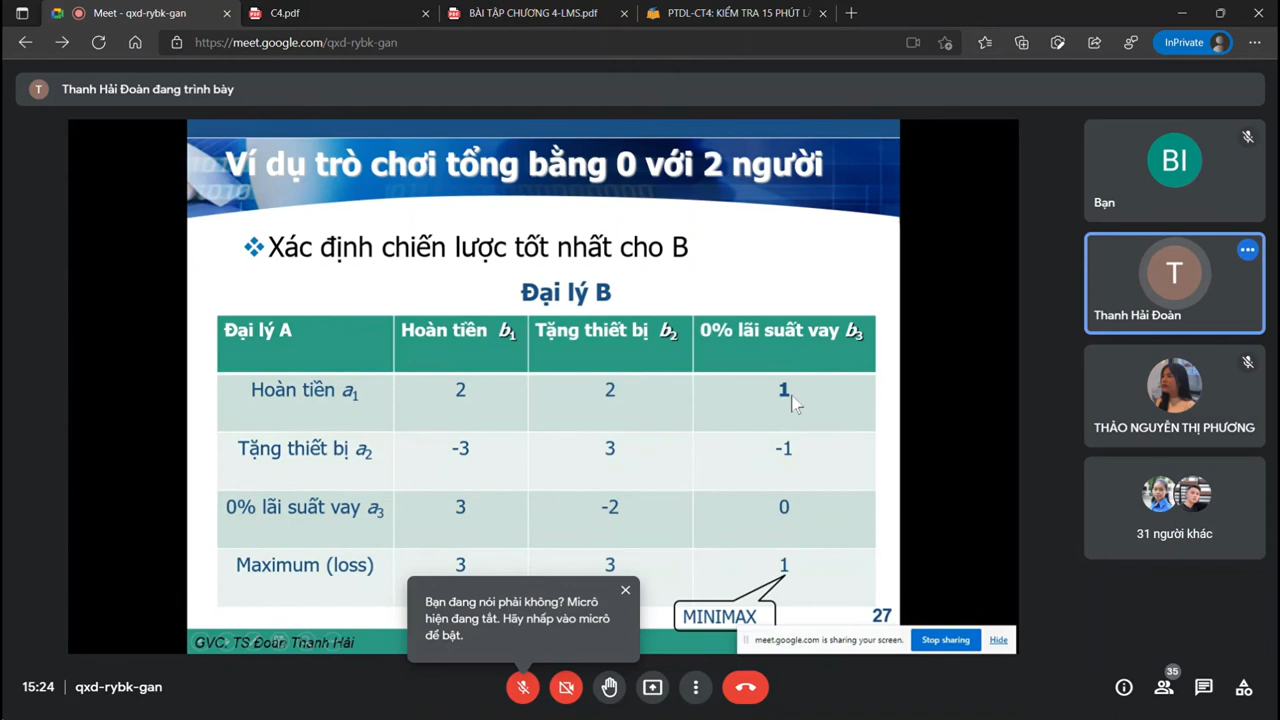 Meet - qxd-rybk-gan
C4.pdf
BÀI TẬP CHƯƠNG 4-LMS.pdf
PTDL-CT4: KIỂM TRA 15 PHÚT L
https://meet.google.com/qxd-rybk-gan
InPrivate
T
Thanh Hải Đoàn đang trình bày
Ví dụ trò chơi tổng bằng 0 với 2 người
Xác định chiến lược tốt nhất cho B
Đại lý B
Đại lý A Hoàn tiền b1 Tặng thiết bị b2 0% lãi suất vay b3
Hoàn tiền a1 2 2 1
Tặng thiết bị a2 -3 3 -1
0% lãi suất vay a3 3 -2 0
Maximum (loss) 3 3 1
MINIMAX
27
GVC. TS Đoàn Thanh Hải
meet.google.com is sharing your screen.
Stop sharing
Hide
Bạn đang nói phải không? Micrô
hiện đang tắt. Hãy nhấp vào micrô
để bật.
BI
Bạn
T
Thanh Hải Đoàn
THẢO NGUYỄN THỊ PHƯƠNG
31 người khác
15:24 | qxd-rybk-gan
35